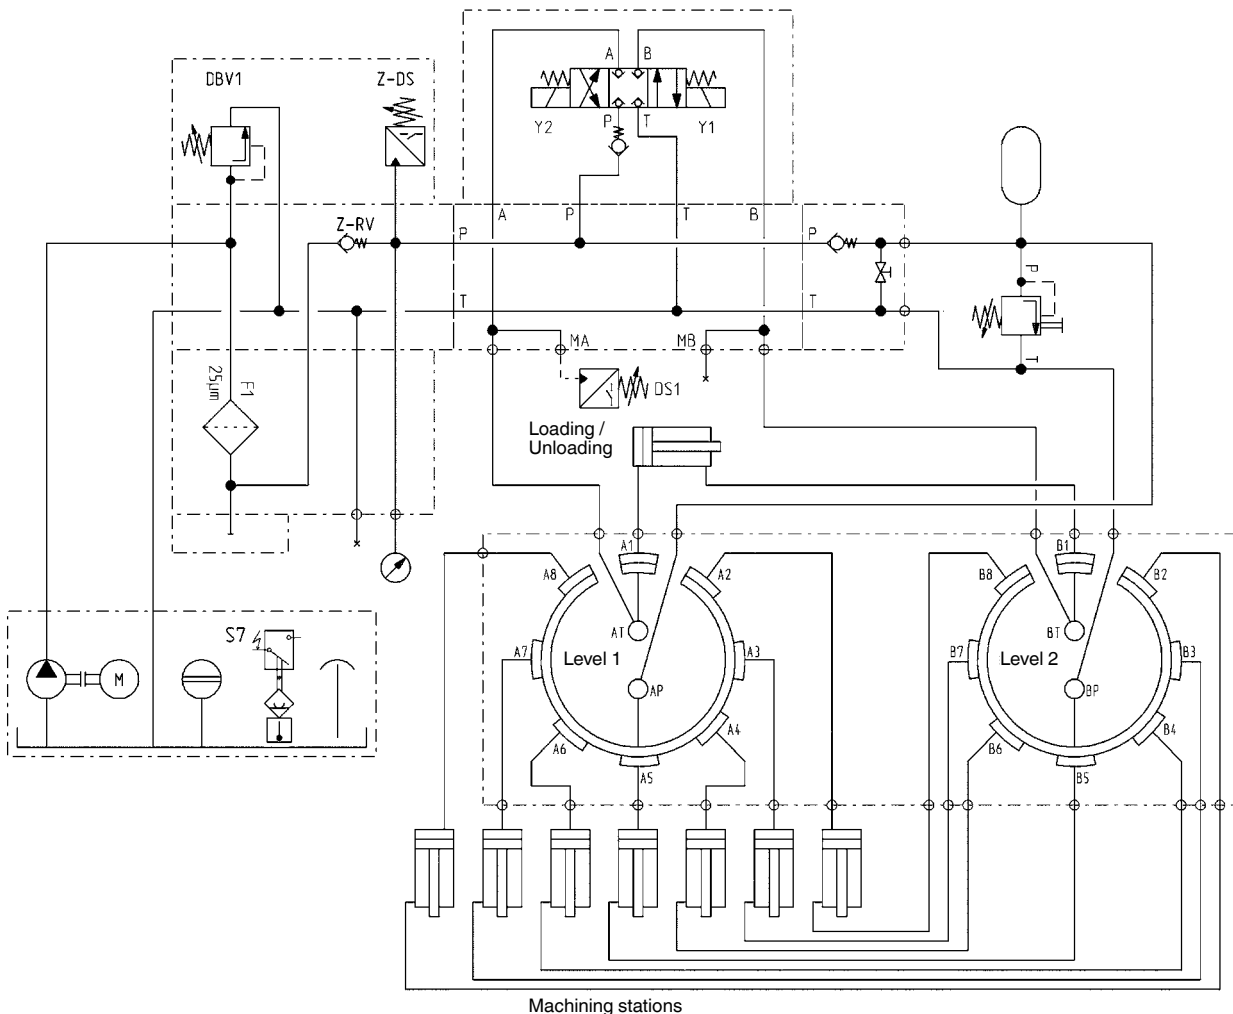 DBV1
Z-DS
A
B
Y2
P
T
Y1
A
P
T
B
Z-RV
P
P
P
T
T
T
MA
MB
25µm
F1
DS1
Loading /
Unloading
A1
A8
A2
B1
B8
B2
S7
M
AT
A7
Level 1
A3
AP
A6
A4
A5
BT
B7
Level 2
B3
BP
B6
B4
B5
Machining stations